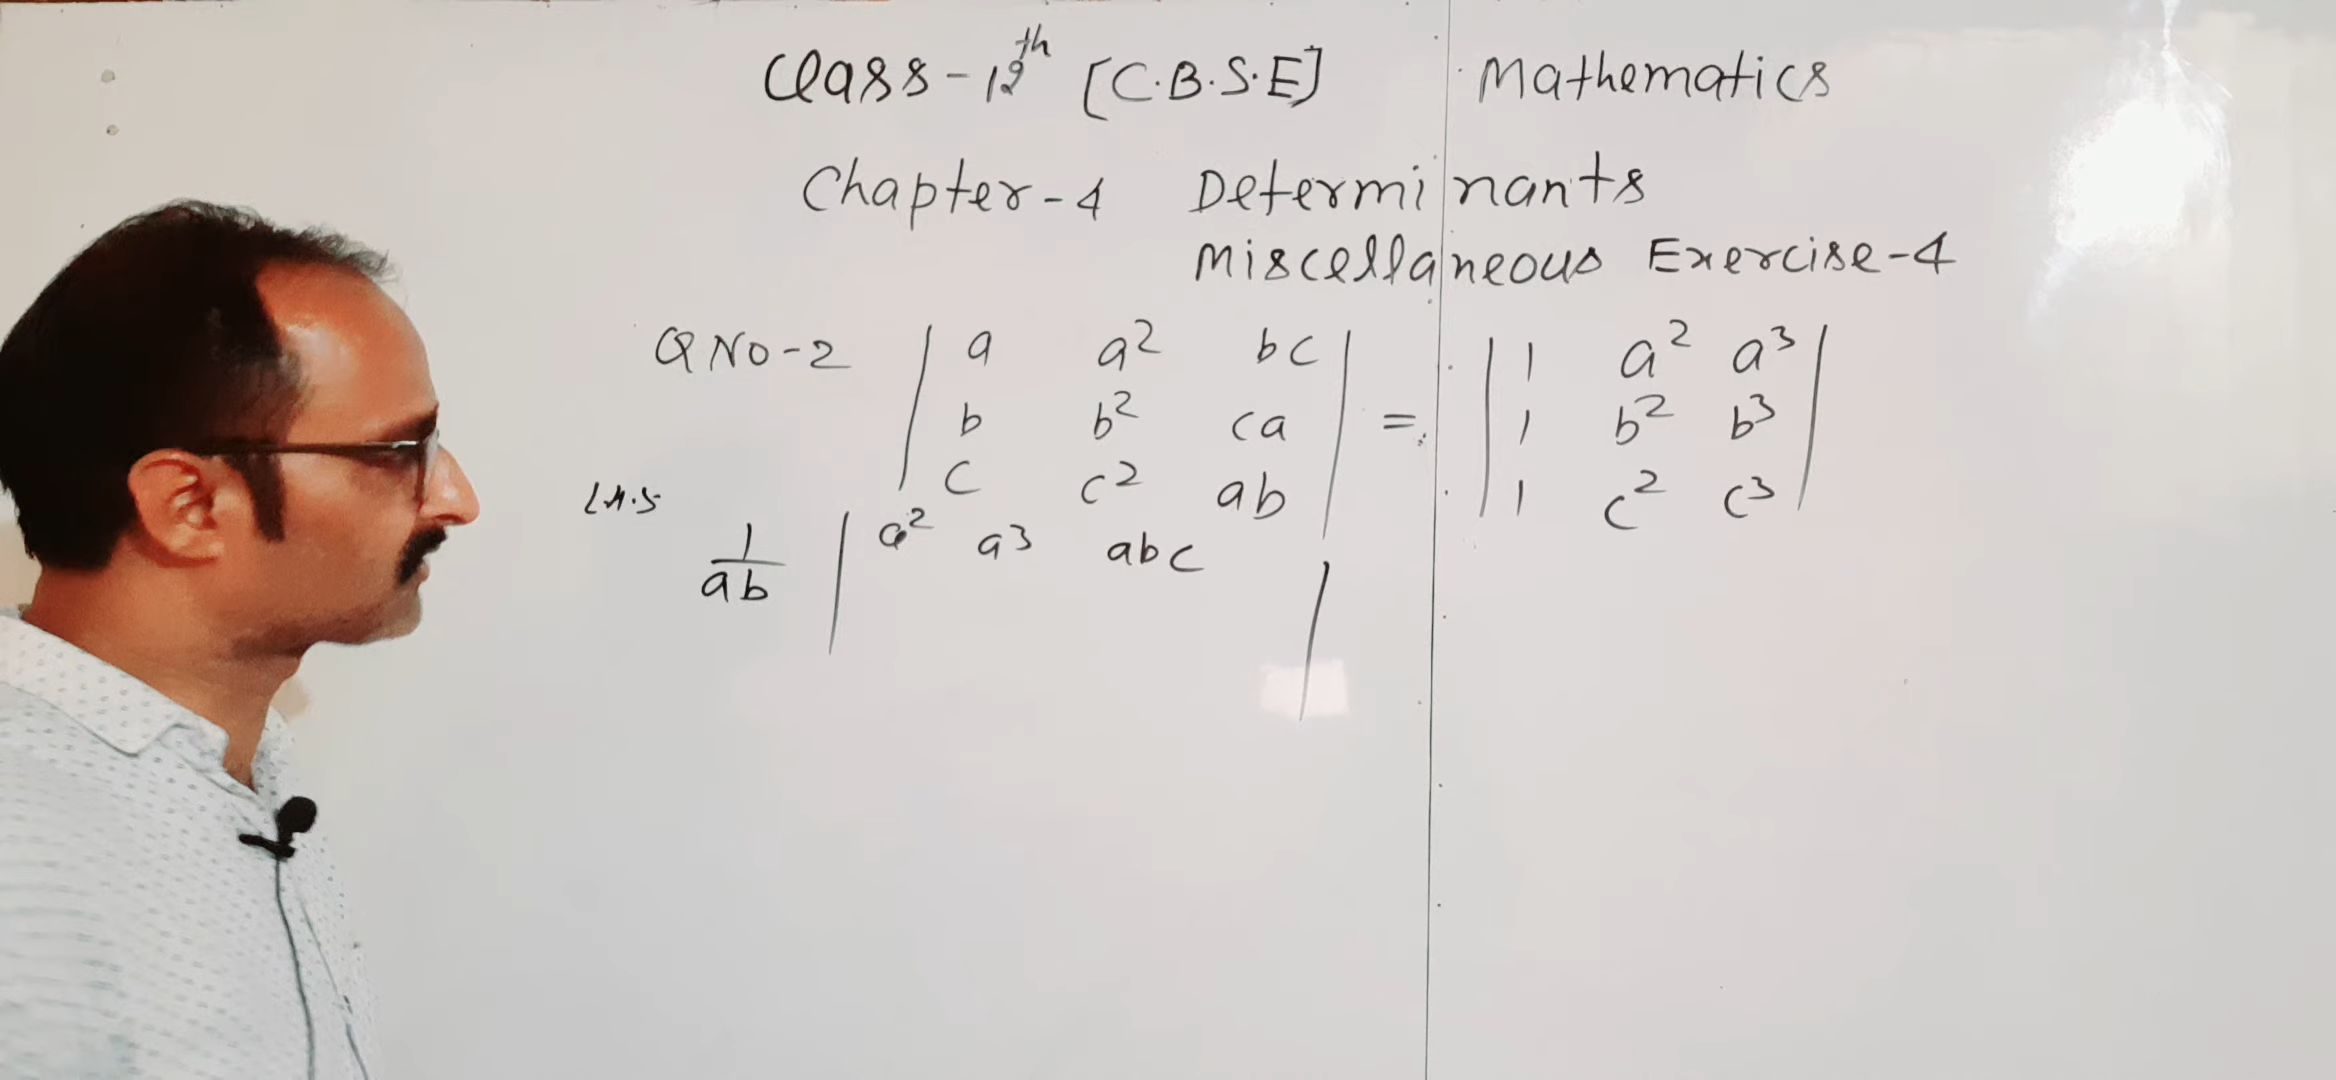 Class-12th [C.B.S.E] Mathematics
Chapter-4 Determinants
Miscellaneous Exercise-4
Q NO-2 | a a² bc | = | 1 a² a³ |
b b² ca 1 b² b³
c c² ab 1 c² c³
L.H.S
1/ab | a² a³ abc |